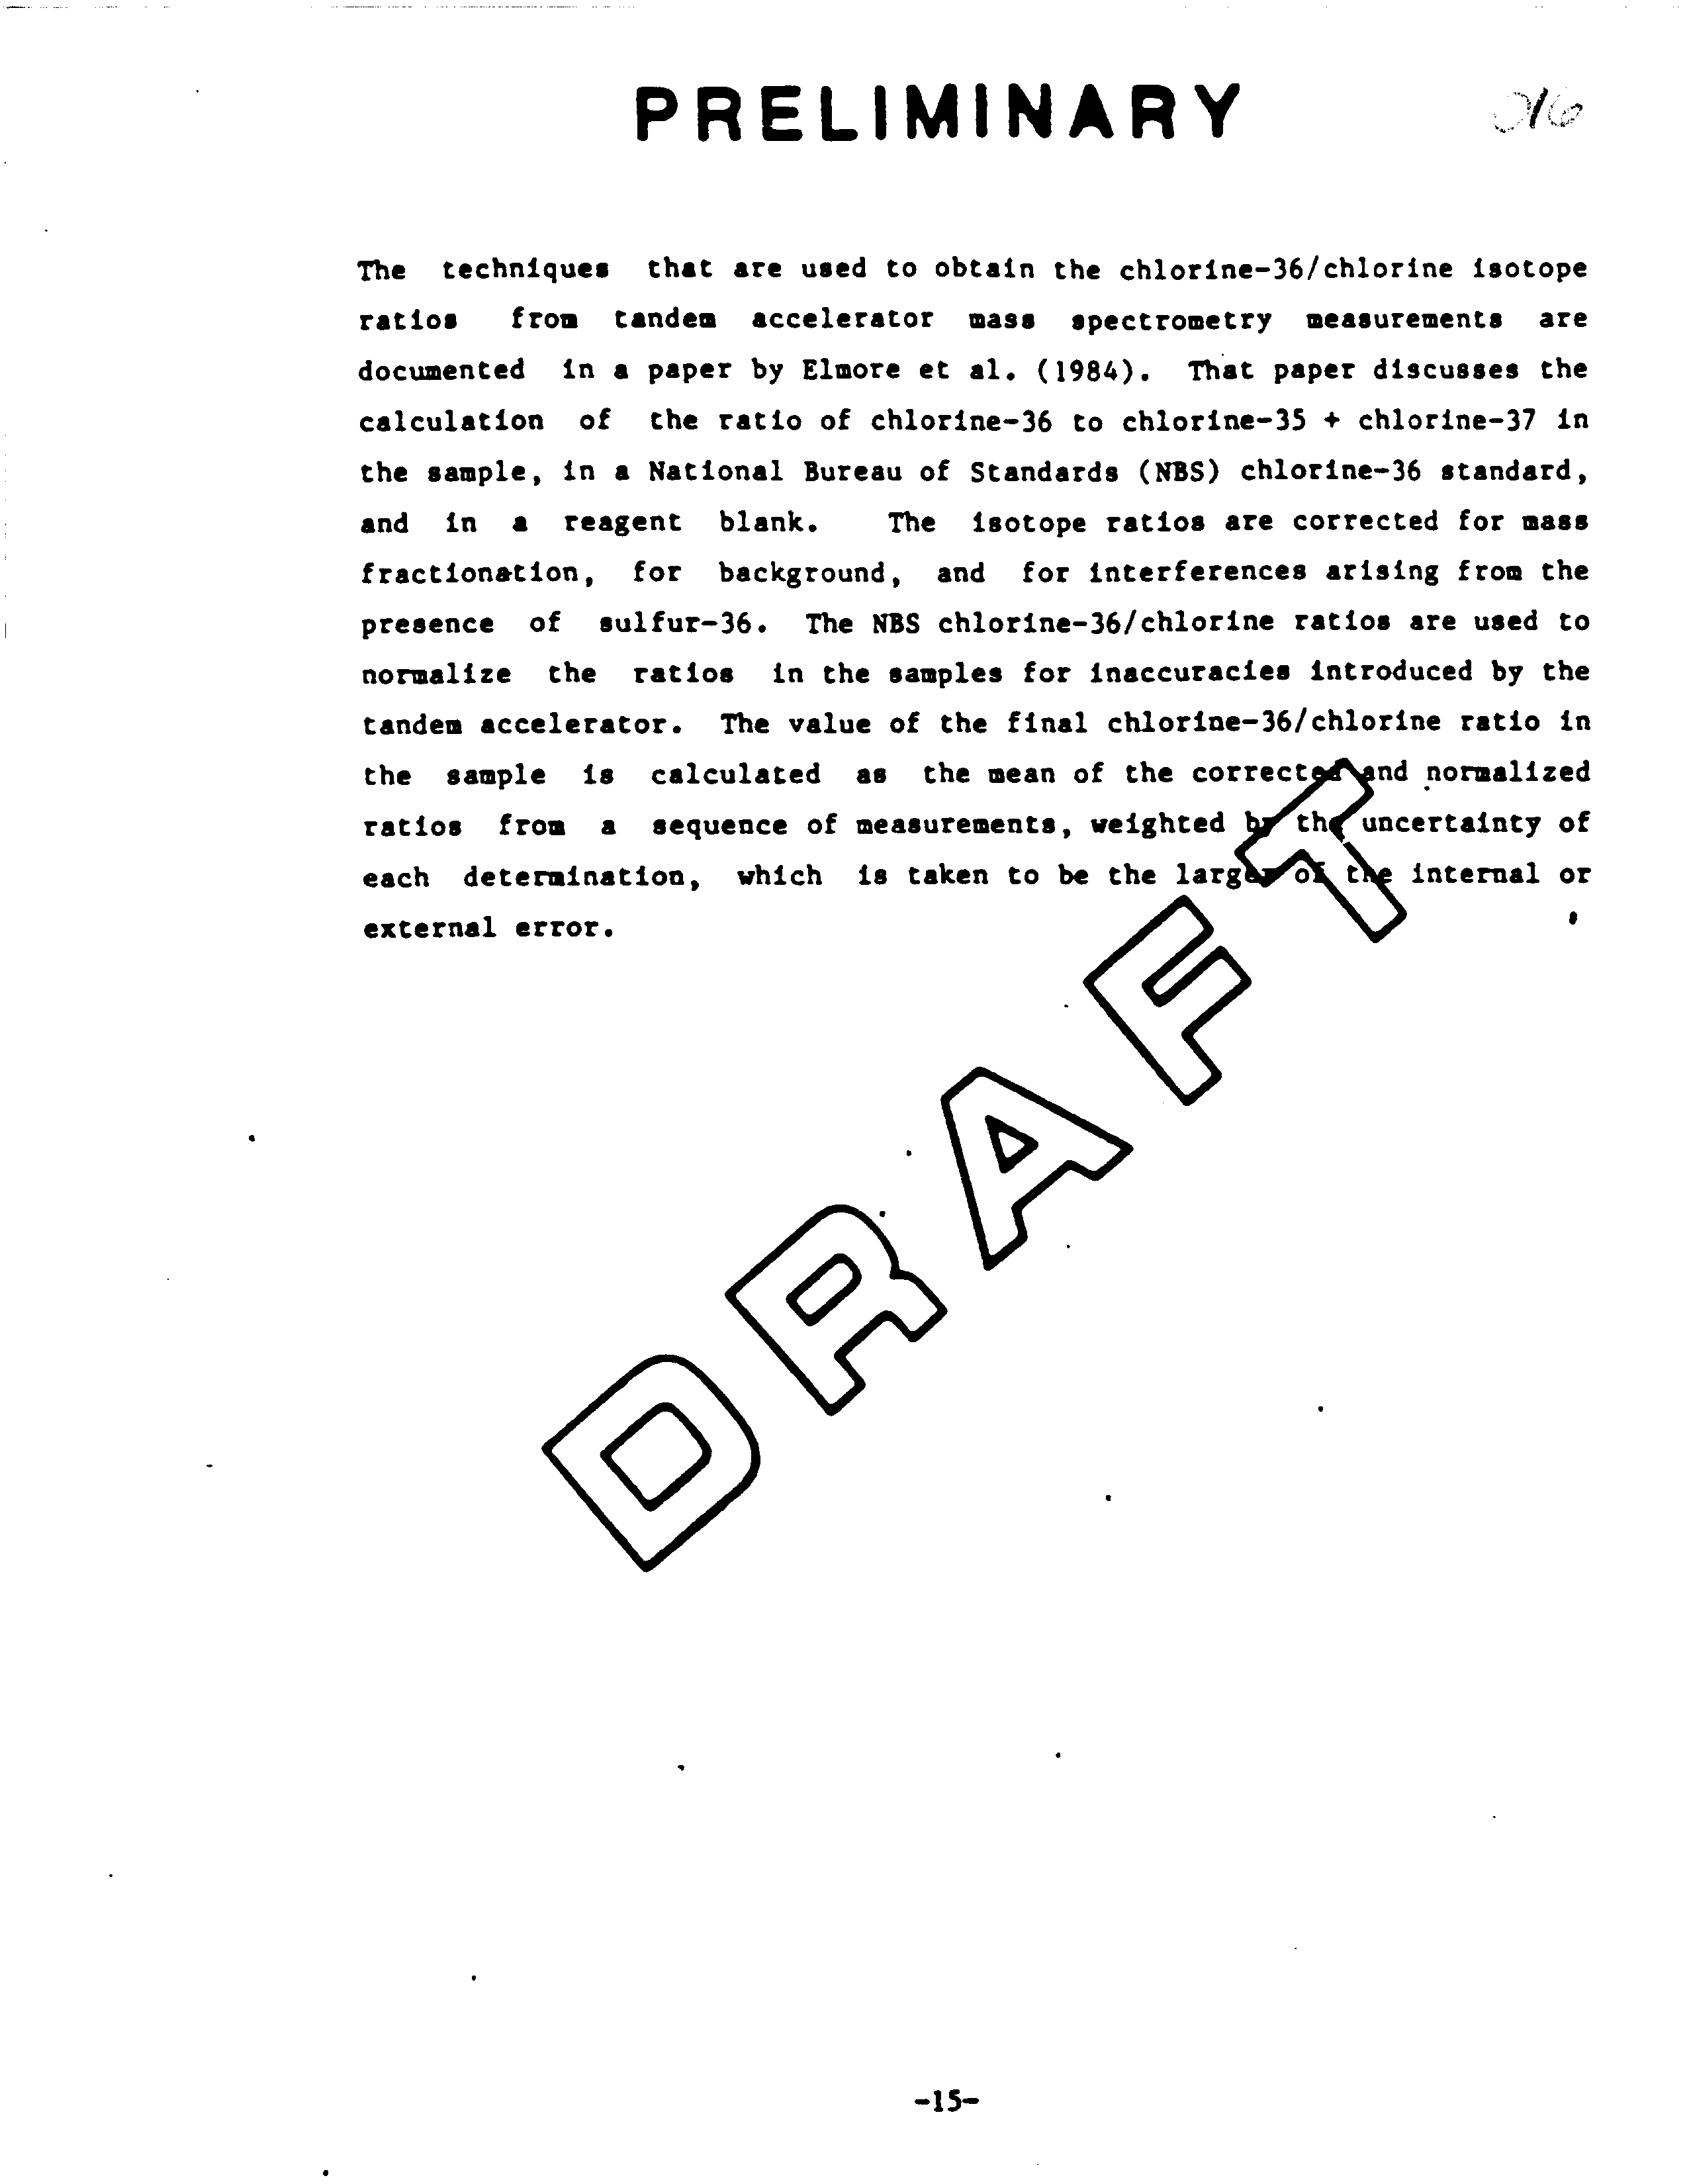 PRELIMINARY
016
The techniques that are used to obtain the chlorine-36/chlorine isotope
ratios from tandem accelerator mass spectrometry measurements are
documented in a paper by Elmore et al. (1984). That paper discusses the
calculation of the ratio of chlorine-36 to chlorine-35 + chlorine-37 in
the sample, in a National Bureau of Standards (NBS) chlorine-36 standard,
and in a reagent blank. The isotope ratios are corrected for mass
fractionation, for background, and for interferences arising from the
presence of sulfur-36. The NBS chlorine-36/chlorine ratios are used to
normalize the ratios in the samples for inaccuracies introduced by the
tandem accelerator. The value of the final chlorine-36/chlorine ratio in
the sample is calculated as the mean of the corrected and normalized
ratios from a sequence of measurements, weighted by the uncertainty of
each determination, which is taken to be the larger of the internal or
external error.
DRAFT
-15-